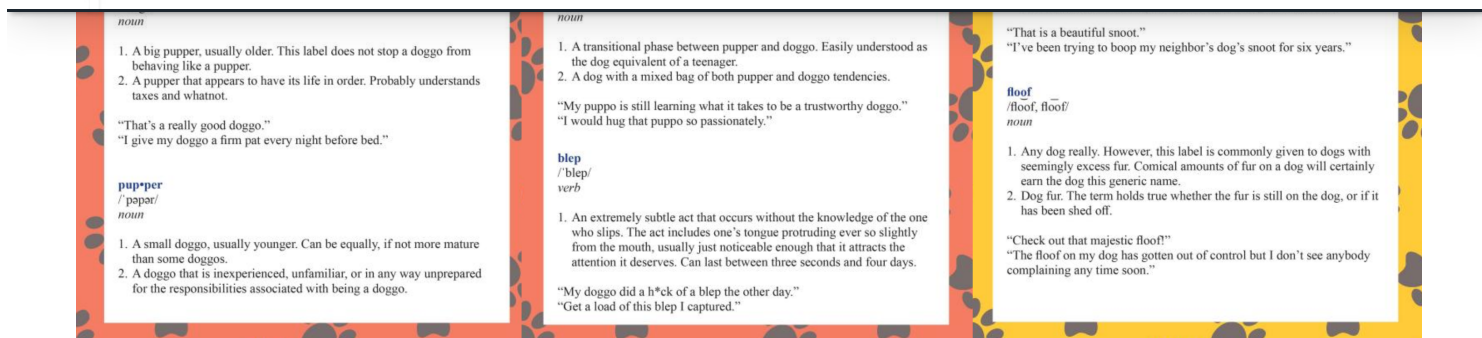 noun
1. A big pupper, usually older. This label does not stop a doggo from
behaving like a pupper.
2. A pupper that appears to have its life in order. Probably understands
taxes and whatnot.
“That’s a really good doggo.”
“I give my doggo a firm pat every night before bed.”
pup•per
/ˈpəpər/
noun
1. A small doggo, usually younger. Can be equally, if not more mature
than some doggos.
2. A doggo that is inexperienced, unfamiliar, or in any way unprepared
for the responsibilities associated with being a doggo.
noun
1. A transitional phase between pupper and doggo. Easily understood as
the dog equivalent of a teenager.
2. A dog with a mixed bag of both pupper and doggo tendencies.
“My puppo is still learning what it takes to be a trustworthy doggo.”
“I would hug that puppo so passionately.”
blep
/ˈblep/
verb
1. An extremely subtle act that occurs without the knowledge of the one
who slips. The act includes one’s tongue protruding ever so slightly
from the mouth, usually just noticeable enough that it attracts the
attention it deserves. Can last between three seconds and four days.
“My doggo did a h*ck of a blep the other day.”
“Get a load of this blep I captured.”
“That is a beautiful snoot.”
“I’ve been trying to boop my neighbor’s dog’s snoot for six years.”
floof
/flo͝of, flo͞of/
noun
1. Any dog really. However, this label is commonly given to dogs with
seemingly excess fur. Comical amounts of fur on a dog will certainly
earn the dog this generic name.
2. Dog fur. The term holds true whether the fur is still on the dog, or if it
has been shed off.
“Check out that majestic floof!”
“The floof on my dog has gotten out of control but I don’t see anybody
complaining any time soon.”